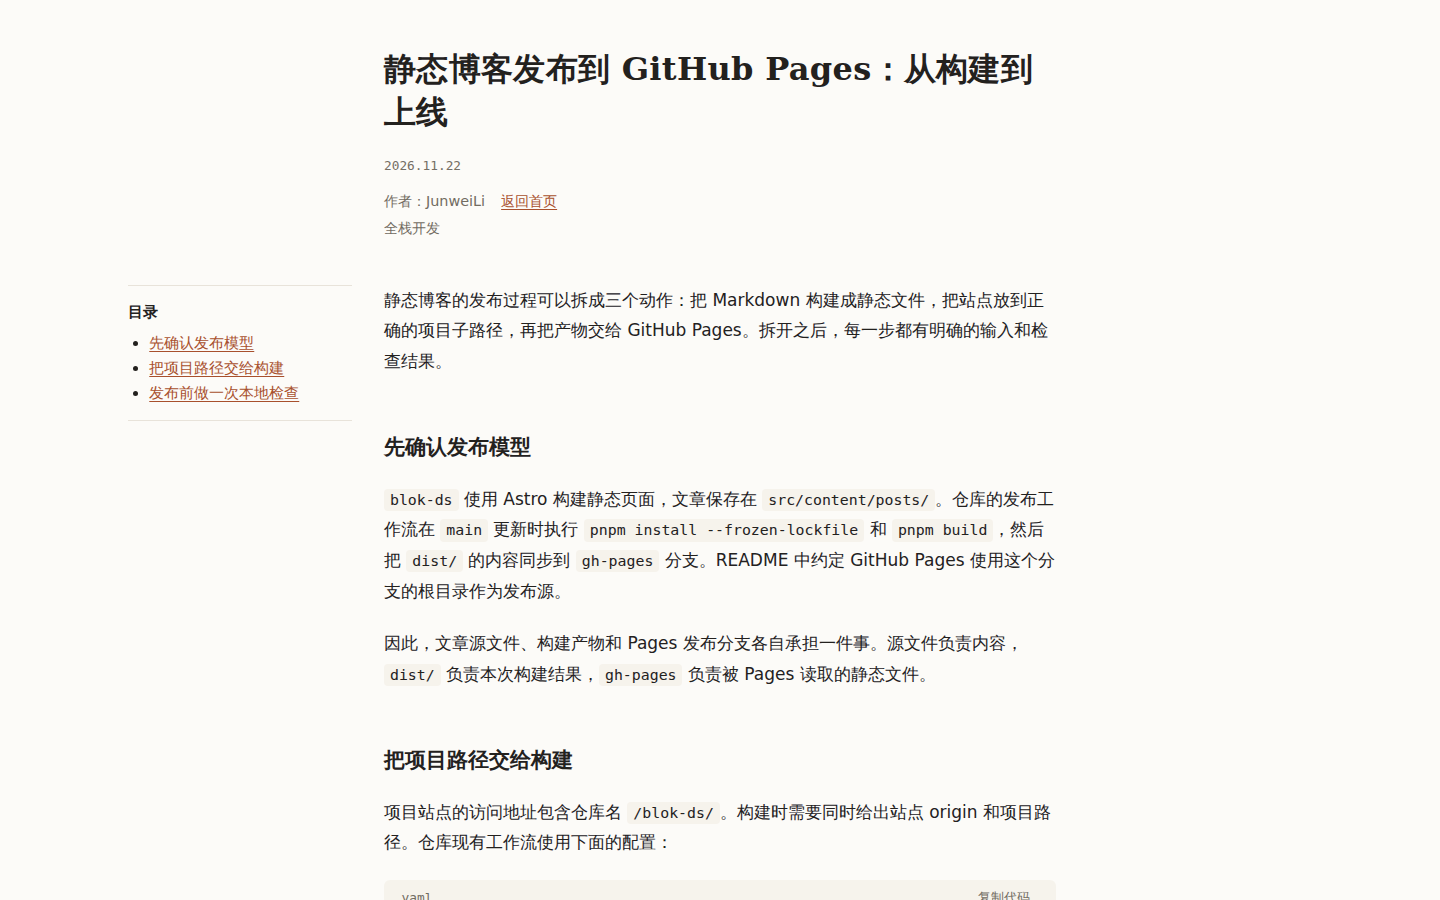 静态博客发布到 GitHub Pages：从构建到
上线
2026.11.22
作者：JunweiLi 返回首页
全栈开发
目录
先确认发布模型
把项目路径交给构建
发布前做一次本地检查
静态博客的发布过程可以拆成三个动作：把 Markdown 构建成静态文件，把站点放到正
确的项目子路径，再把产物交给 GitHub Pages。拆开之后，每一步都有明确的输入和检
查结果。
先确认发布模型
blok-ds 使用 Astro 构建静态页面，文章保存在 src/content/posts/。仓库的发布工
作流在 main 更新时执行 pnpm install --frozen-lockfile 和 pnpm build，然后
把 dist/ 的内容同步到 gh-pages 分支。README 中约定 GitHub Pages 使用这个分
支的根目录作为发布源。
因此，文章源文件、构建产物和 Pages 发布分支各自承担一件事。源文件负责内容，
dist/ 负责本次构建结果，gh-pages 负责被 Pages 读取的静态文件。
把项目路径交给构建
项目站点的访问地址包含仓库名 /blok-ds/。构建时需要同时给出站点 origin 和项目路
径。仓库现有工作流使用下面的配置：
yaml 复制代码